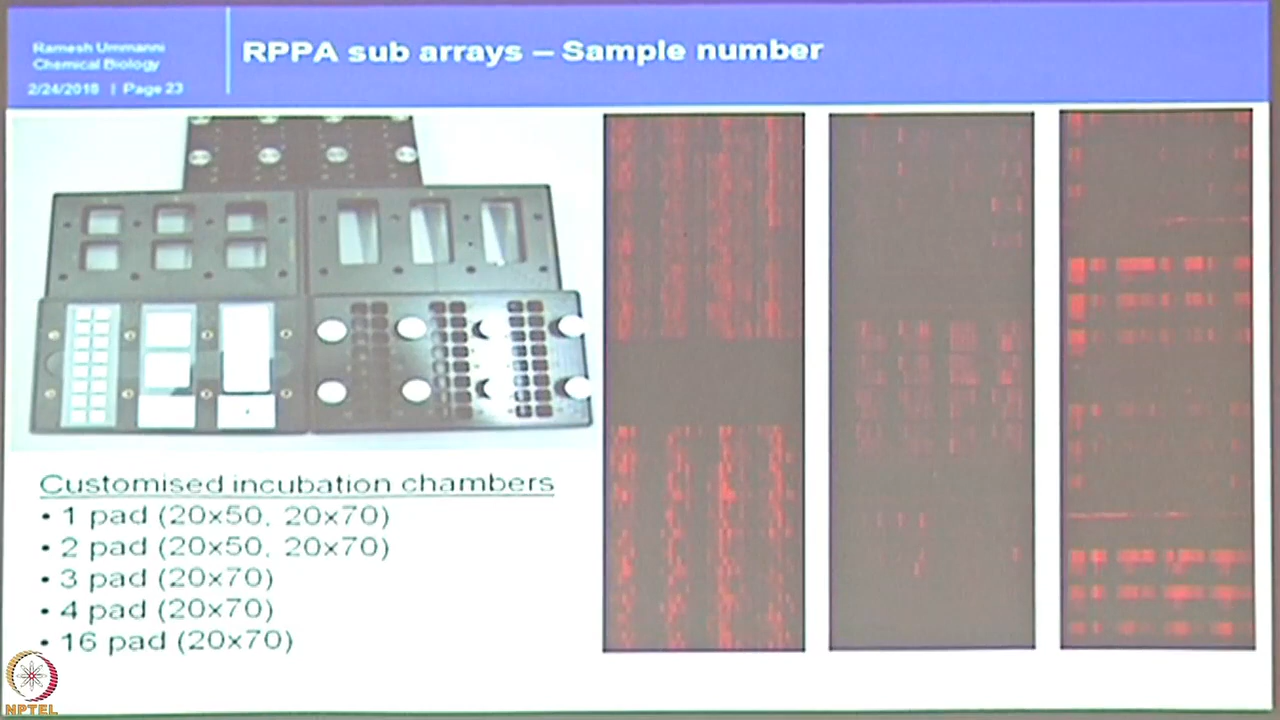 Ramesh Ummanni
Chemical Biology
2/24/2018 | Page 23
RPPA sub arrays – Sample number
Customised incubation chambers
• 1 pad (20x50, 20x70)
• 2 pad (20x50, 20x70)
• 3 pad (20x70)
• 4 pad (20x70)
• 16 pad (20x70)
NPTEL